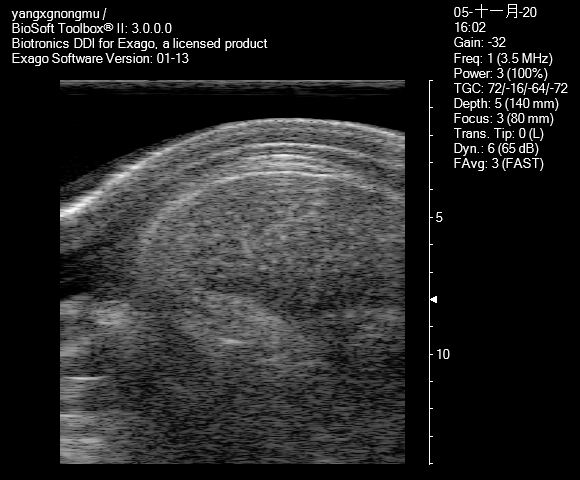 yangxgnongmu /
BioSoft Toolbox® II: 3.0.0.0
Biotronics DDI for Exago, a licensed product
Exago Software Version: 01-13
05-十一月-20
16:02
Gain: -32
Freq: 1 (3.5 MHz)
Power: 3 (100%)
TGC: 72/-16/-64/-72
Depth: 5 (140 mm)
Focus: 3 (80 mm)
Trans. Tip: 0 (L)
Dyn.: 6 (65 dB)
FAvg: 3 (FAST)
5
10